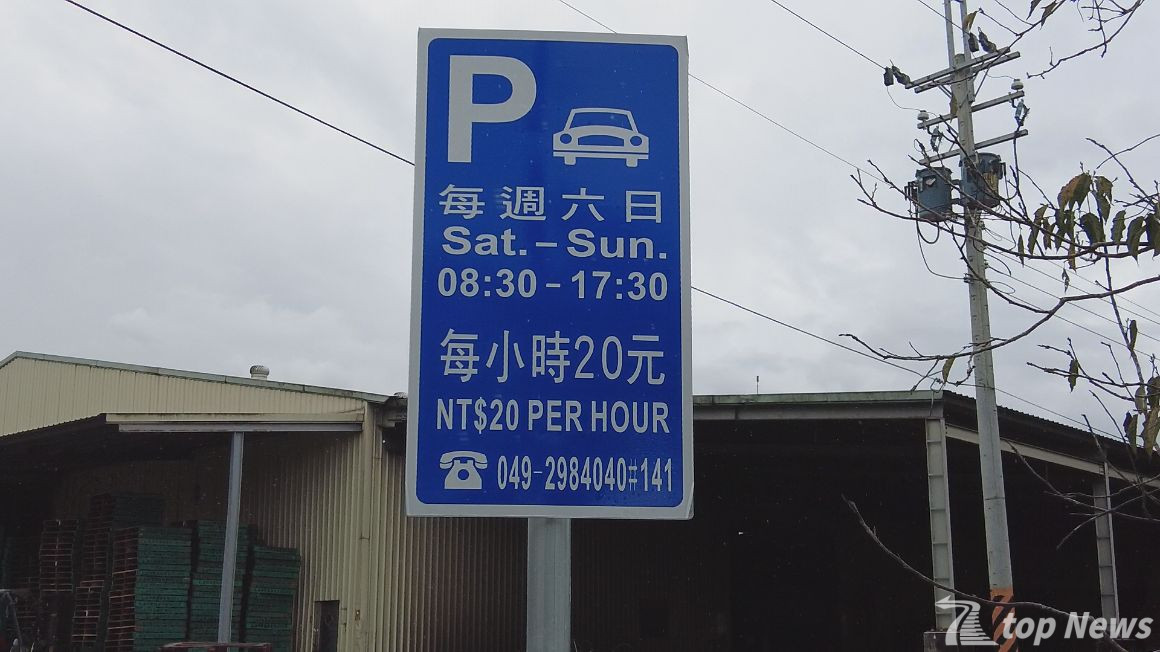 P
每週六日
Sat. – Sun.
08:30 – 17:30
每小時20元
NT$20 PER HOUR
049-2984040#141
top News